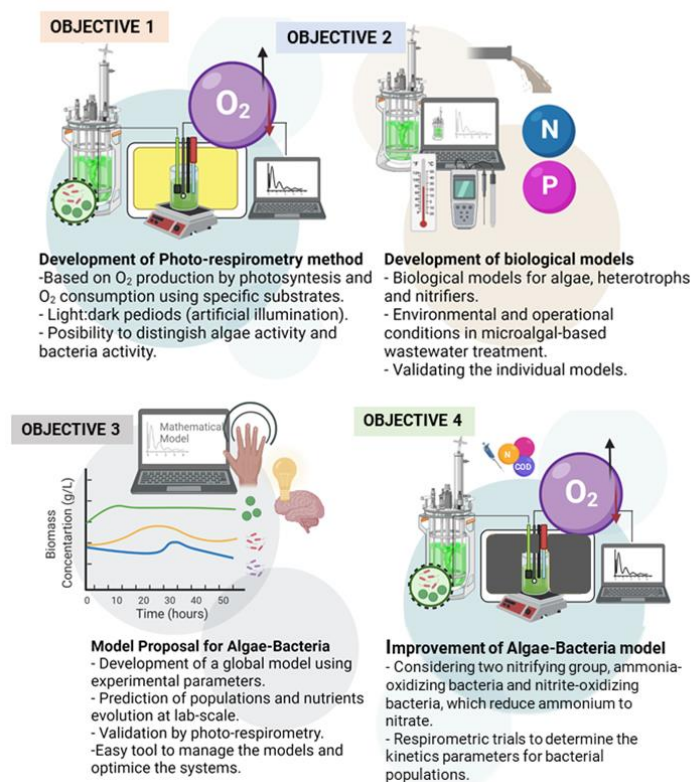 OBJECTIVE 1
O₂
Development of Photo-respirometry method
-Based on O₂ production by photosyntesis and
O₂ consumption using specific substrates.
- Light:dark pediods (artificial illumination).
- Posibility to distingish algae activity and
bacteria activity.
OBJECTIVE 2
N
P
°F
°C
Development of biological models
- Biological models for algae, heterotrophs
and nitrifiers.
- Environmental and operational
conditions in microalgal-based
wastewater treatment.
- Validating the individual models.
OBJECTIVE 3
Mathematical
Model
Biomass
Concentartion (g/L)
0 10 20 30 40 50
Time (hours)
Model Proposal for Algae-Bacteria
- Development of a global model using
experimental parameters.
- Prediction of populations and nutrients
evolution at lab-scale.
- Validation by photo-respirometry.
-Easy tool to manage the models and
optimice the systems.
OBJECTIVE 4
N
COD
O₂
Improvement of Algae-Bacteria model
- Considering two nitrifying group, ammonia-
oxidizing bacteria and nitrite-oxidizing
bacteria, which reduce ammonium to
nitrate.
- Respirometric trials to determine the
kinetics parameters for bacterial
populations.